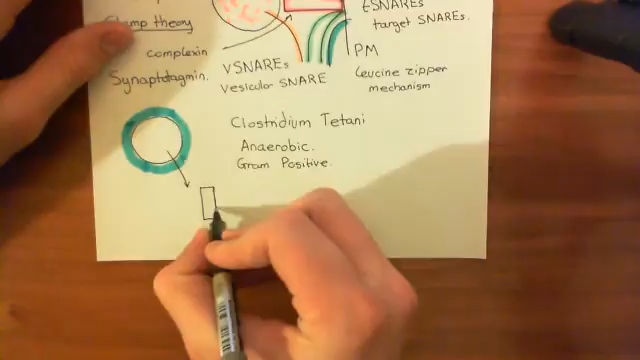 Clamp theory
complexin
Synaptotagmin.
VSNAREs
Vesicular SNARE
tSNAREs
target SNAREs.
PM
Leucine zipper
mechanism
Clostridium Tetani
Anaerobic.
Gram Positive.